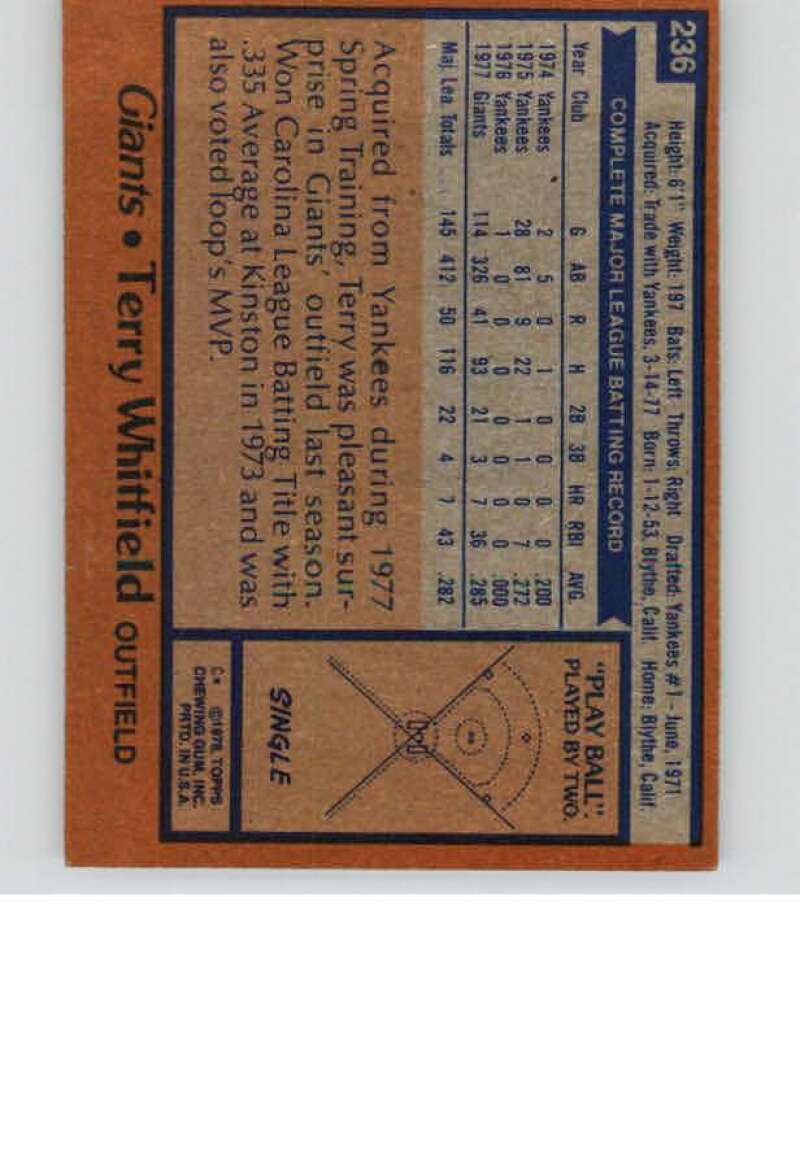 236
Height: 6'1" Weight: 197 Bats: Left Throws: Right Drafted: Yankees #1 - June, 1971
Acquired: Trade with Yankees, 3-14-77 Born: 1-12-53, Blythe, Calif. Home: Blythe, Calif.
COMPLETE MAJOR LEAGUE BATTING RECORD
Year Club G AB R H 2B 3B HR RBI AVG.
1974 Yankees 2 5 0 1 0 0 0 0 .200
1975 Yankees 28 81 9 22 1 1 0 7 .272
1976 Yankees 1 0 0 0 0 0 0 0 .000
1977 Giants 114 326 41 93 21 3 7 36 .285
Maj. Lea. Totals 145 412 50 116 22 4 7 43 .282
Acquired from Yankees during 1977
Spring Training, Terry was pleasant sur-
prise in Giants' outfield last season.
Won Carolina League Batting Title with
.335 Average at Kinston in 1973 and was
also voted loop's MVP.
"PLAY BALL".
PLAYED BY TWO.
SINGLE
C* ©1978 TOPPS
CHEWING GUM, INC.
PRTD. IN U.S.A.
Giants • Terry Whitfield OUTFIELD